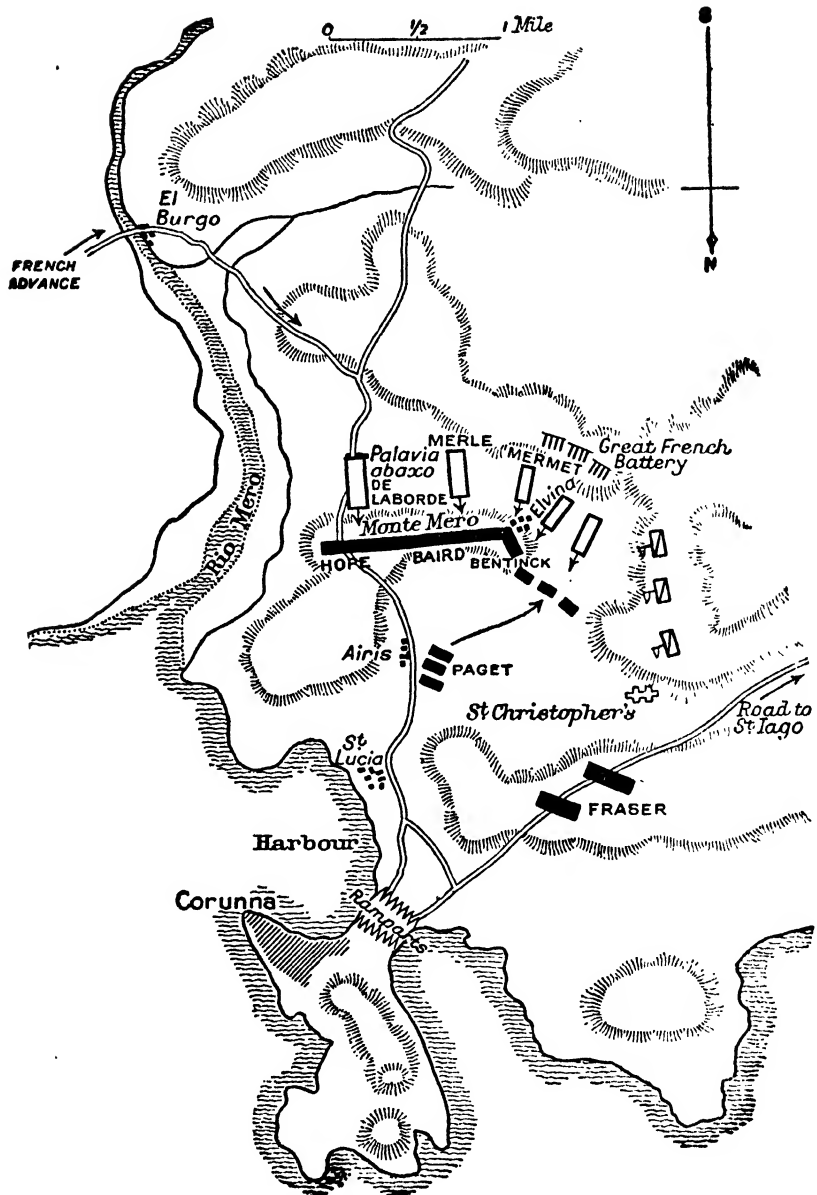 0 1/2 1 Mile
S
N
El
Burgo
FRENCH
ADVANCE
Rio Mero
Palavia
abaxo
DE
LABORDE
MERLE
MERMET
Great French
Battery
Elvina
Monte Mero
HOPE
BAIRD
BENTINCK
Airis
PAGET
St Christopher's
Road to
St Iago
St
Lucia
FRASER
Harbour
Corunna
Ramparts